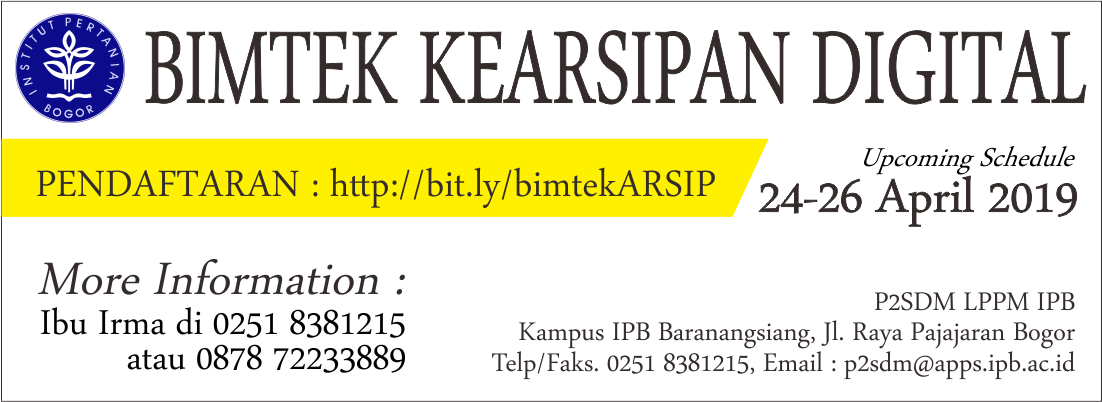 INSTITUT PERTANIAN
BOGOR
BIMTEK KEARSIPAN DIGITAL
PENDAFTARAN : http://bit.ly/bimtekARSIP
Upcoming Schedule
24-26 April 2019
More Information :
Ibu Irma di 0251 8381215
atau 0878 72233889
P2SDM LPPM IPB
Kampus IPB Baranangsiang, Jl. Raya Pajajaran Bogor
Telp/Faks. 0251 8381215, Email : p2sdm@apps.ipb.ac.id